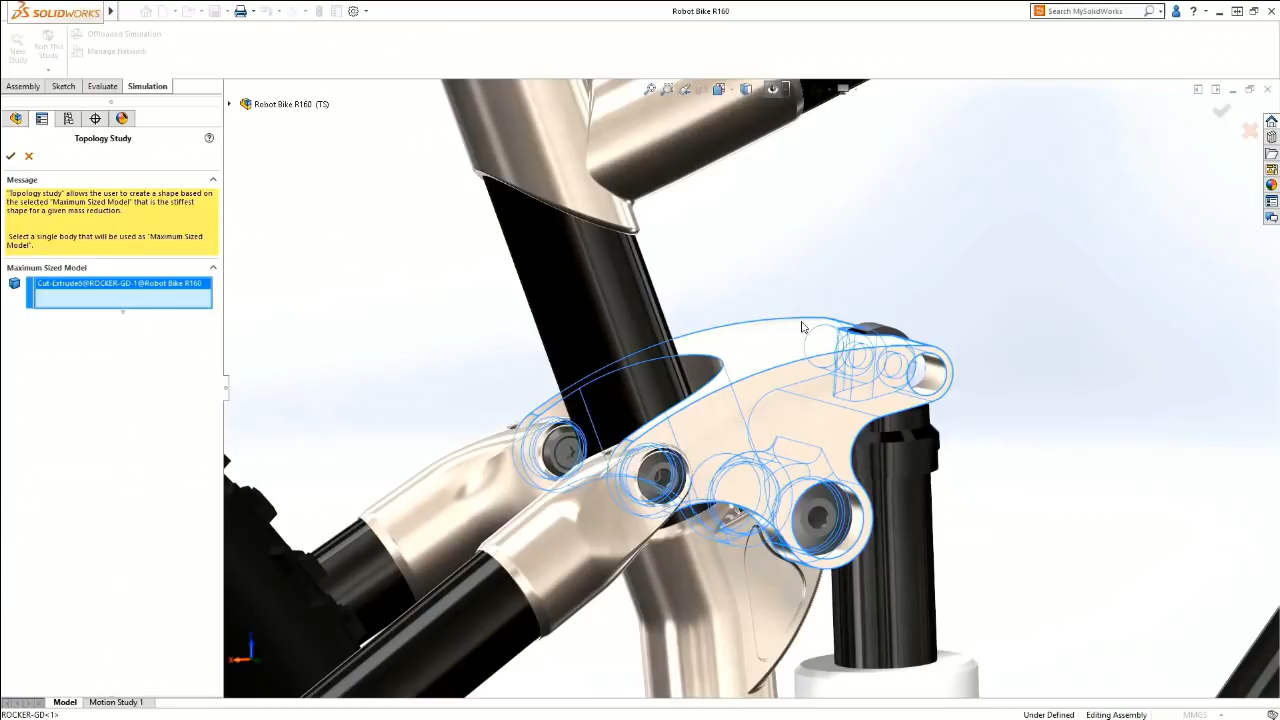 SOLIDWORKS
Robot Bike R160
Search MySolidWorks
?
New Study
Run This Study
Offloaded Simulation
Manage Network
Assembly
Sketch
Evaluate
Simulation
Robot Bike R160 (TS)
Topology Study
?
Message
"Topology study" allows the user to create a shape based on
the selected "Maximum Sized Model" that is the stiffest
shape for a given mass reduction.
Select a single body that will be used as "Maximum Sized
Model".
Maximum Sized Model
Cut-Extrude8@ROCKER-GD-1@Robot Bike R160
Model
Motion Study 1
ROCKER-GD<1>
Under Defined
Editing Assembly
MMGS